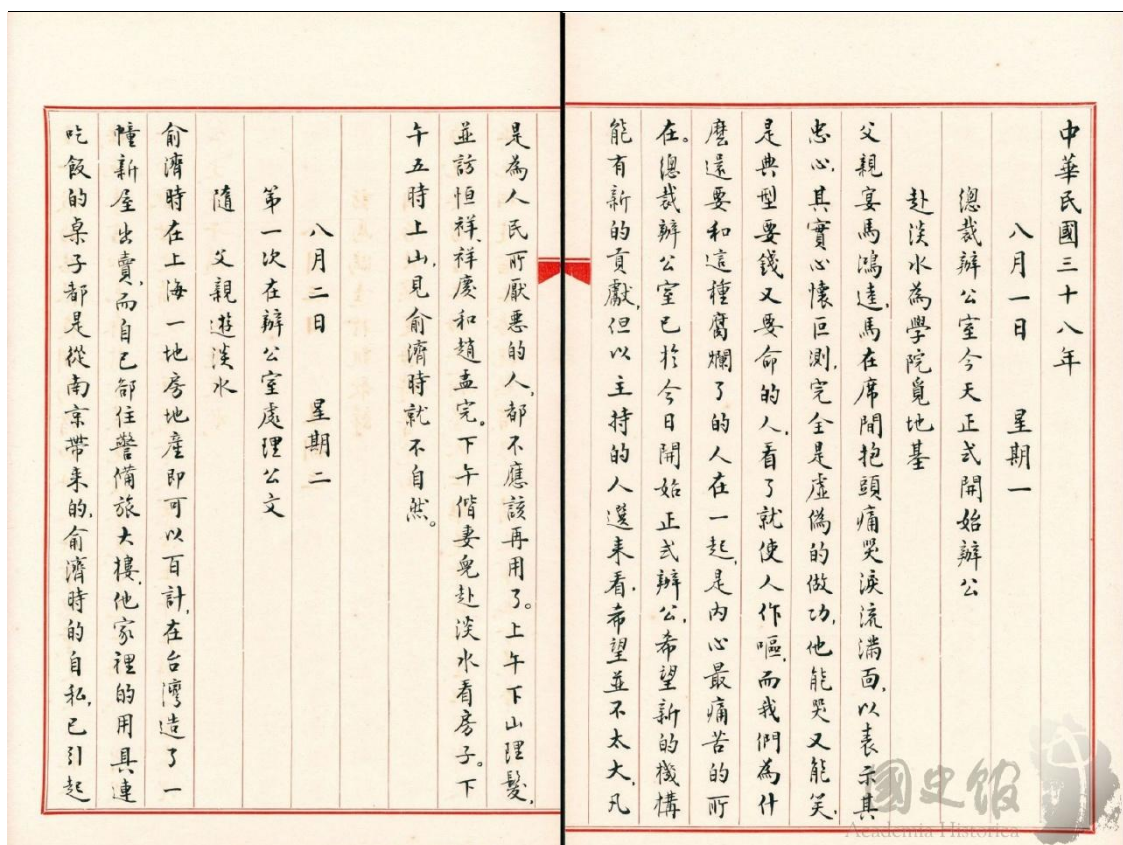 中華民國三十八年
八月一日　星期一
總裁辦公室今天正式開始辦公
赴淡水為學院覓地基
父親宴馬鴻逵，馬在席間抱頭痛哭淚流滿面，以表示其
忠心，其實心懷叵測，完全是虛偽的做功，他能哭又能笑，
是典型要錢又要命的人，看了就使人作嘔，而我們為什
麼還要和這種腐爛了的人在一起，是內心最痛苦的所
在。總裁辦公室已於今日開始正式辦公，希望新的機構
能有新的貢獻，但以主持的人選來看，希望並不太大，凡
是為人民所厭惡的人，都不應該再用了。上午下山理髮，
並訪恒祥、祥慶和趙孟完。下午偕妻兒赴淡水看房子。下
午五時上山，見俞濟時就不自然。
八月二日　星期二
第一次在辦公室處理公文
隨　父親遊淡水
俞濟時在上海一地房地產即可以百計，在台灣造了一
幢新屋出賣，而自己卻住警備旅大樓，他家裡的用具連
吃飯的桌子都是從南京帶來的，俞濟時的自私，已引起
國史館
Academia Historica